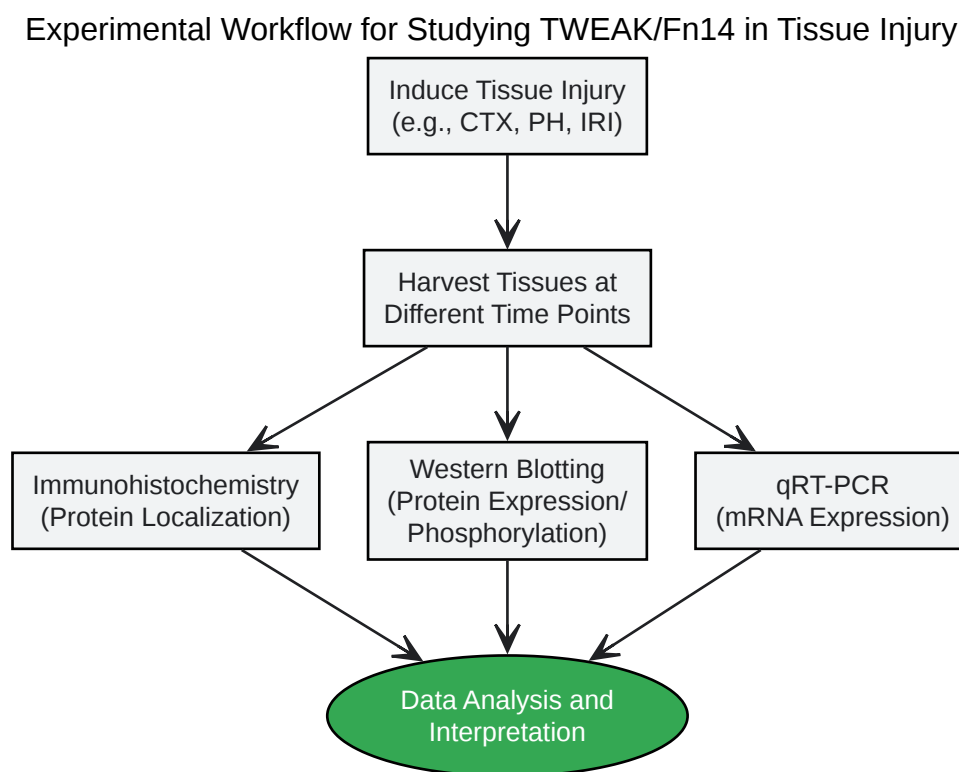 Experimental Workflow for Studying TWEAK/Fn14 in Tissue Injury
Induce Tissue Injury
(e.g., CTX, PH, IRI)
Harvest Tissues at
Different Time Points
Immunohistochemistry
(Protein Localization)
Western Blotting
(Protein Expression/
Phosphorylation)
qRT-PCR
(mRNA Expression)
Data Analysis and
Interpretation